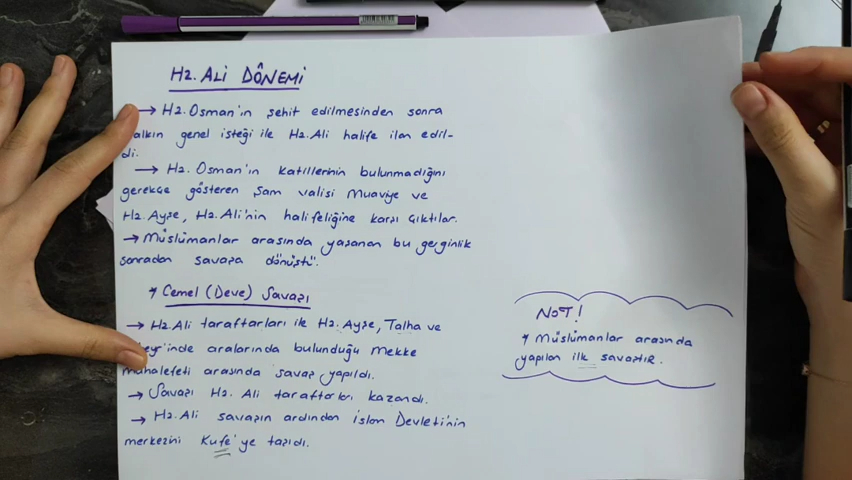 Hz. ALİ DÖNEMİ
→ Hz. Osman'ın şehit edilmesinden sonra
alkın genel isteği ile Hz. Ali halife ilan edil-
di.
→ Hz. Osman'ın katillerinin bulunmadığını
gerekçe gösteren Şam valisi Muaviye ve
Hz. Ayşe, Hz. Ali'nin halifeliğine karşı çıktılar.
→ Müslümanlar arasında yaşanan bu gerginlik
sonradan savaşa dönüştü.
Cemel (Deve) Savaşı
→ Hz. Ali taraftarları ile Hz. Ayşe, Talha ve
eyr'inde aralarında bulunduğu Mekke
muhalefeti arasında savaş yapıldı.
→ Savaşı Hz. Ali taraftarları kazandı.
→ Hz. Ali savaşın ardından İslam Devleti'nin
merkezini Kufe'ye taşıdı.
NOT!
Müslümanlar arasında
yapılan ilk savaştır.